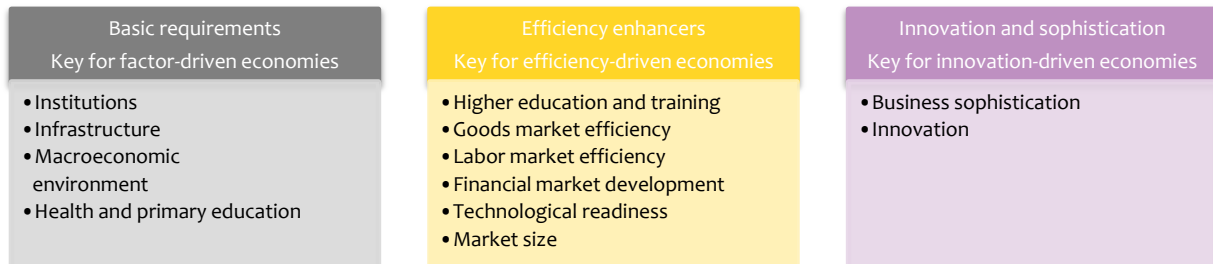 Basic requirements
Key for factor-driven economies
•Institutions
•Infrastructure
•Macroeconomic
environment
•Health and primary education
Efficiency enhancers
Key for efficiency-driven economies
•Higher education and training
•Goods market efficiency
•Labor market efficiency
•Financial market development
•Technological readiness
•Market size
Innovation and sophistication
Key for innovation-driven economies
•Business sophistication
•Innovation